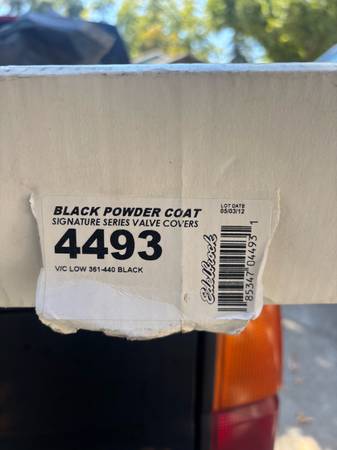 BLACK POWDER COAT
SIGNATURE SERIES VALVE COVERS
4493
V/C LOW 361-440 BLACK
LOT DATE
05/03/12
Edelbrock
85347 04493 1